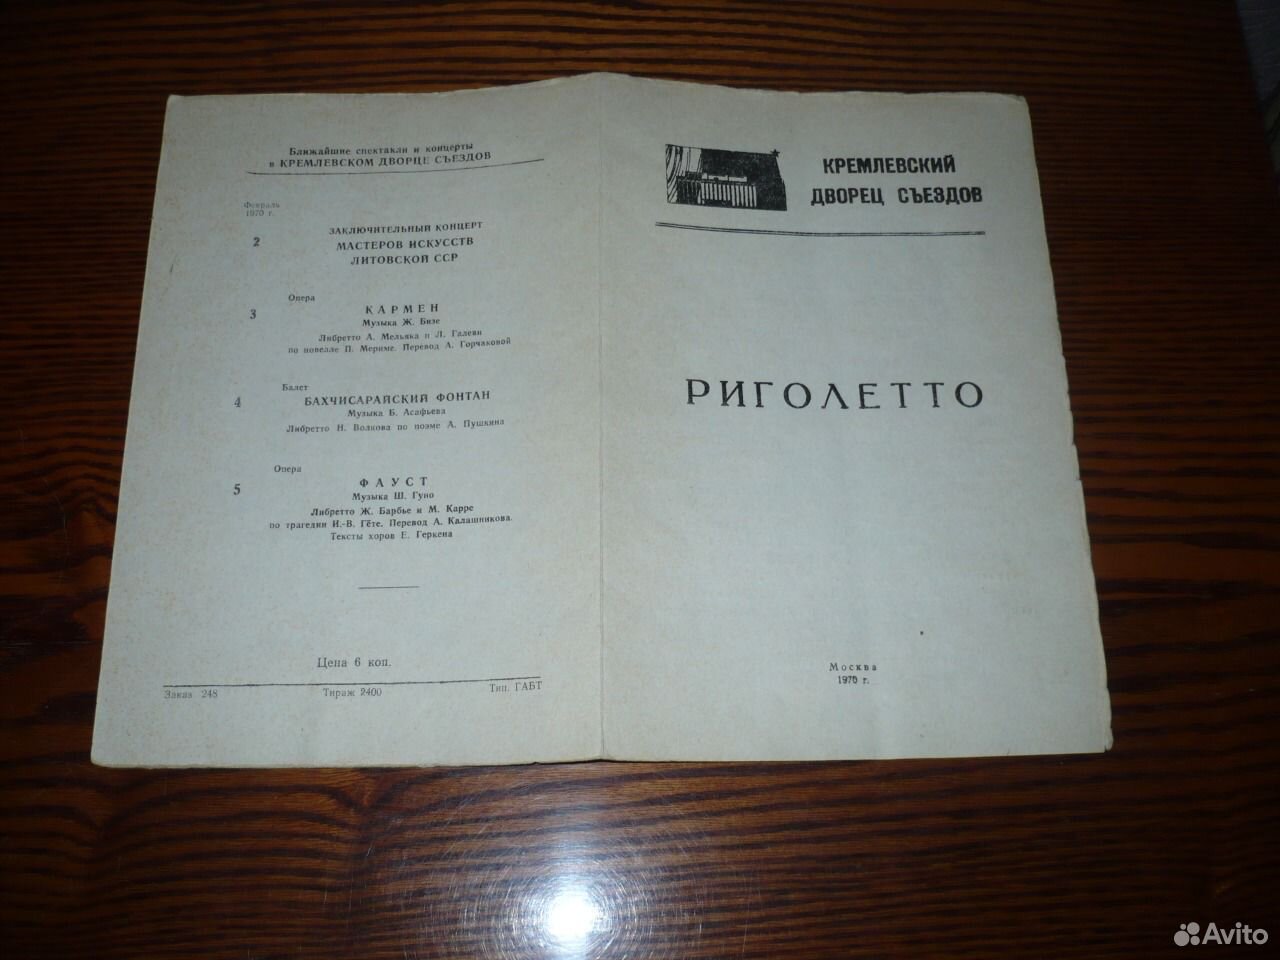 Ближайшие спектакли и концерты
в КРЕМЛЕВСКОМ ДВОРЦЕ СЪЕЗДОВ
Февраль
1970 г.
2
ЗАКЛЮЧИТЕЛЬНЫЙ КОНЦЕРТ
МАСТЕРОВ ИСКУССТВ
ЛИТОВСКОЙ ССР
Опера
3
КАРМЕН
Музыка Ж. Бизе
Либретто А. Мельяка и Л. Галеви
по новелле П. Мериме. Перевод А. Горчаковой
Балет
4
БАХЧИСАРАЙСКИЙ ФОНТАН
Музыка Б. Асафьева
Либретто Н. Волкова по поэме А. Пушкина
Опера
5
ФАУСТ
Музыка Ш. Гуно
Либретто Ж. Барбье и М. Карре
по трагедии И.-В. Гёте. Перевод А. Калашникова.
Тексты хоров Е. Геркена
Цена 6 коп.
Заказ 248 Тираж 2400 Тип. ГАБТ
КРЕМЛЕВСКИЙ
ДВОРЕЦ СЪЕЗДОВ
РИГОЛЕТТО
Москва
1970 г.
Avito